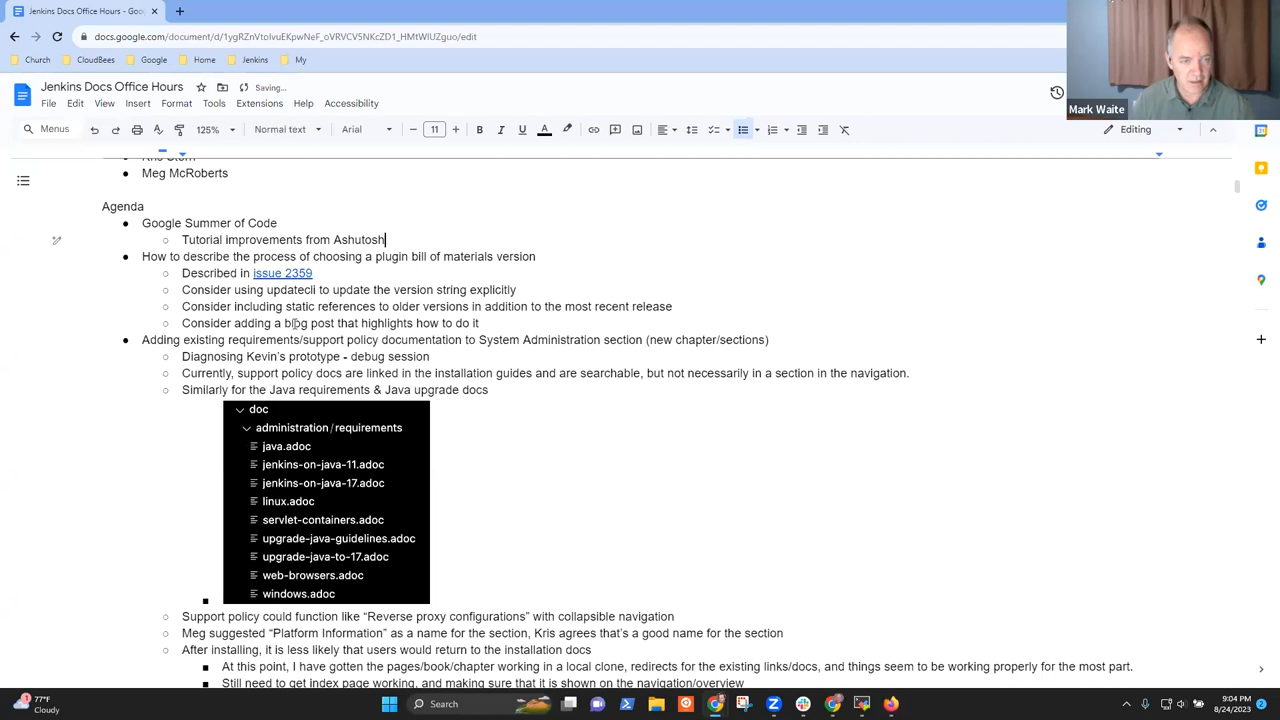 Jenkins Docs Office Hours - Goo
docs.google.com/document/d/1ygRZnVtoIvuEKpwNeF_oVRVCV5NKcZD1_HMtWIUZguo/edit
Church CloudBees Google Home Jenkins My
Mark Waite
Jenkins Docs Office Hours Saving...
File Edit View Insert Format Tools Extensions Help Accessibility
Menus 125% Normal text Arial 11 B I U A Editing
Meg McRoberts
Agenda
Google Summer of Code
Tutorial improvements from Ashutosh
How to describe the process of choosing a plugin bill of materials version
Described in issue 2359
Consider using updatecli to update the version string explicitly
Consider including static references to older versions in addition to the most recent release
Consider adding a blog post that highlights how to do it
Adding existing requirements/support policy documentation to System Administration section (new chapter/sections)
Diagnosing Kevin's prototype - debug session
Currently, support policy docs are linked in the installation guides and are searchable, but not necessarily in a section in the navigation.
Similarly for the Java requirements & Java upgrade docs
doc
administration/requirements
java.adoc
jenkins-on-java-11.adoc
jenkins-on-java-17.adoc
linux.adoc
servlet-containers.adoc
upgrade-java-guidelines.adoc
upgrade-java-to-17.adoc
web-browsers.adoc
windows.adoc
Support policy could function like “Reverse proxy configurations” with collapsible navigation
Meg suggested “Platform Information” as a name for the section, Kris agrees that's a good name for the section
After installing, it is less likely that users would return to the installation docs
At this point, I have gotten the pages/book/chapter working in a local clone, redirects for the existing links/docs, and things seem to be working properly for the most part.
Still need to get index page working, and making sure that it is shown on the navigation/overview
77°F
Cloudy
Search
9:04 PM
8/24/2023